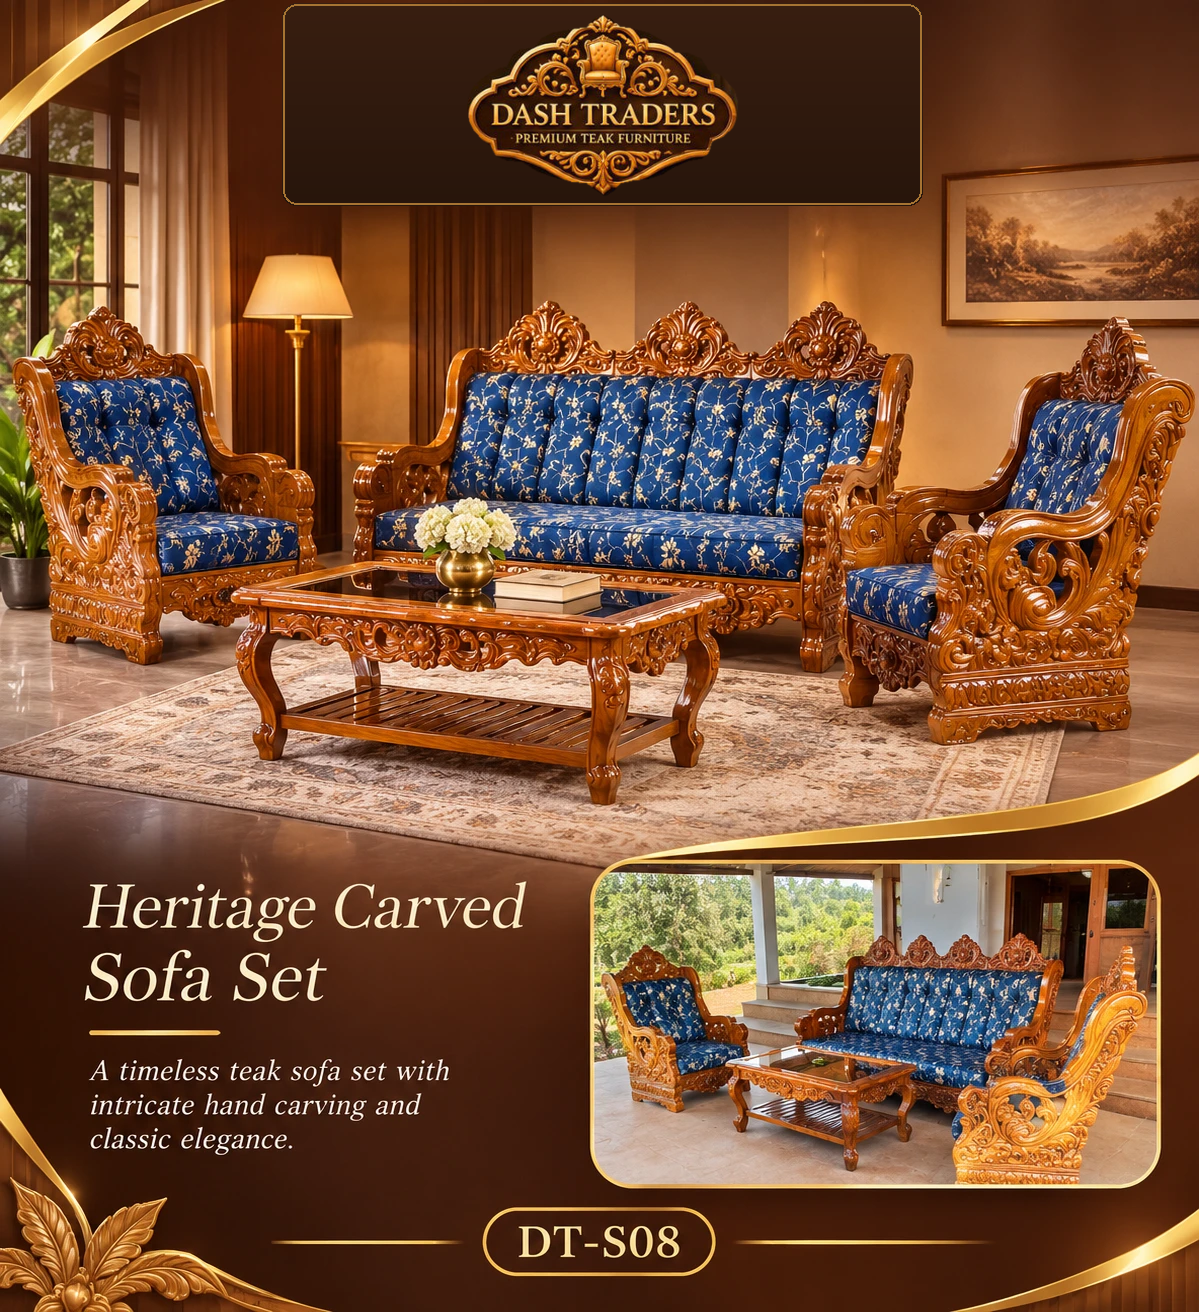 DASH TRADERS
PREMIUM TEAK FURNITURE
Heritage Carved
Sofa Set
A timeless teak sofa set with
intricate hand carving and
classic elegance.
DT-S08